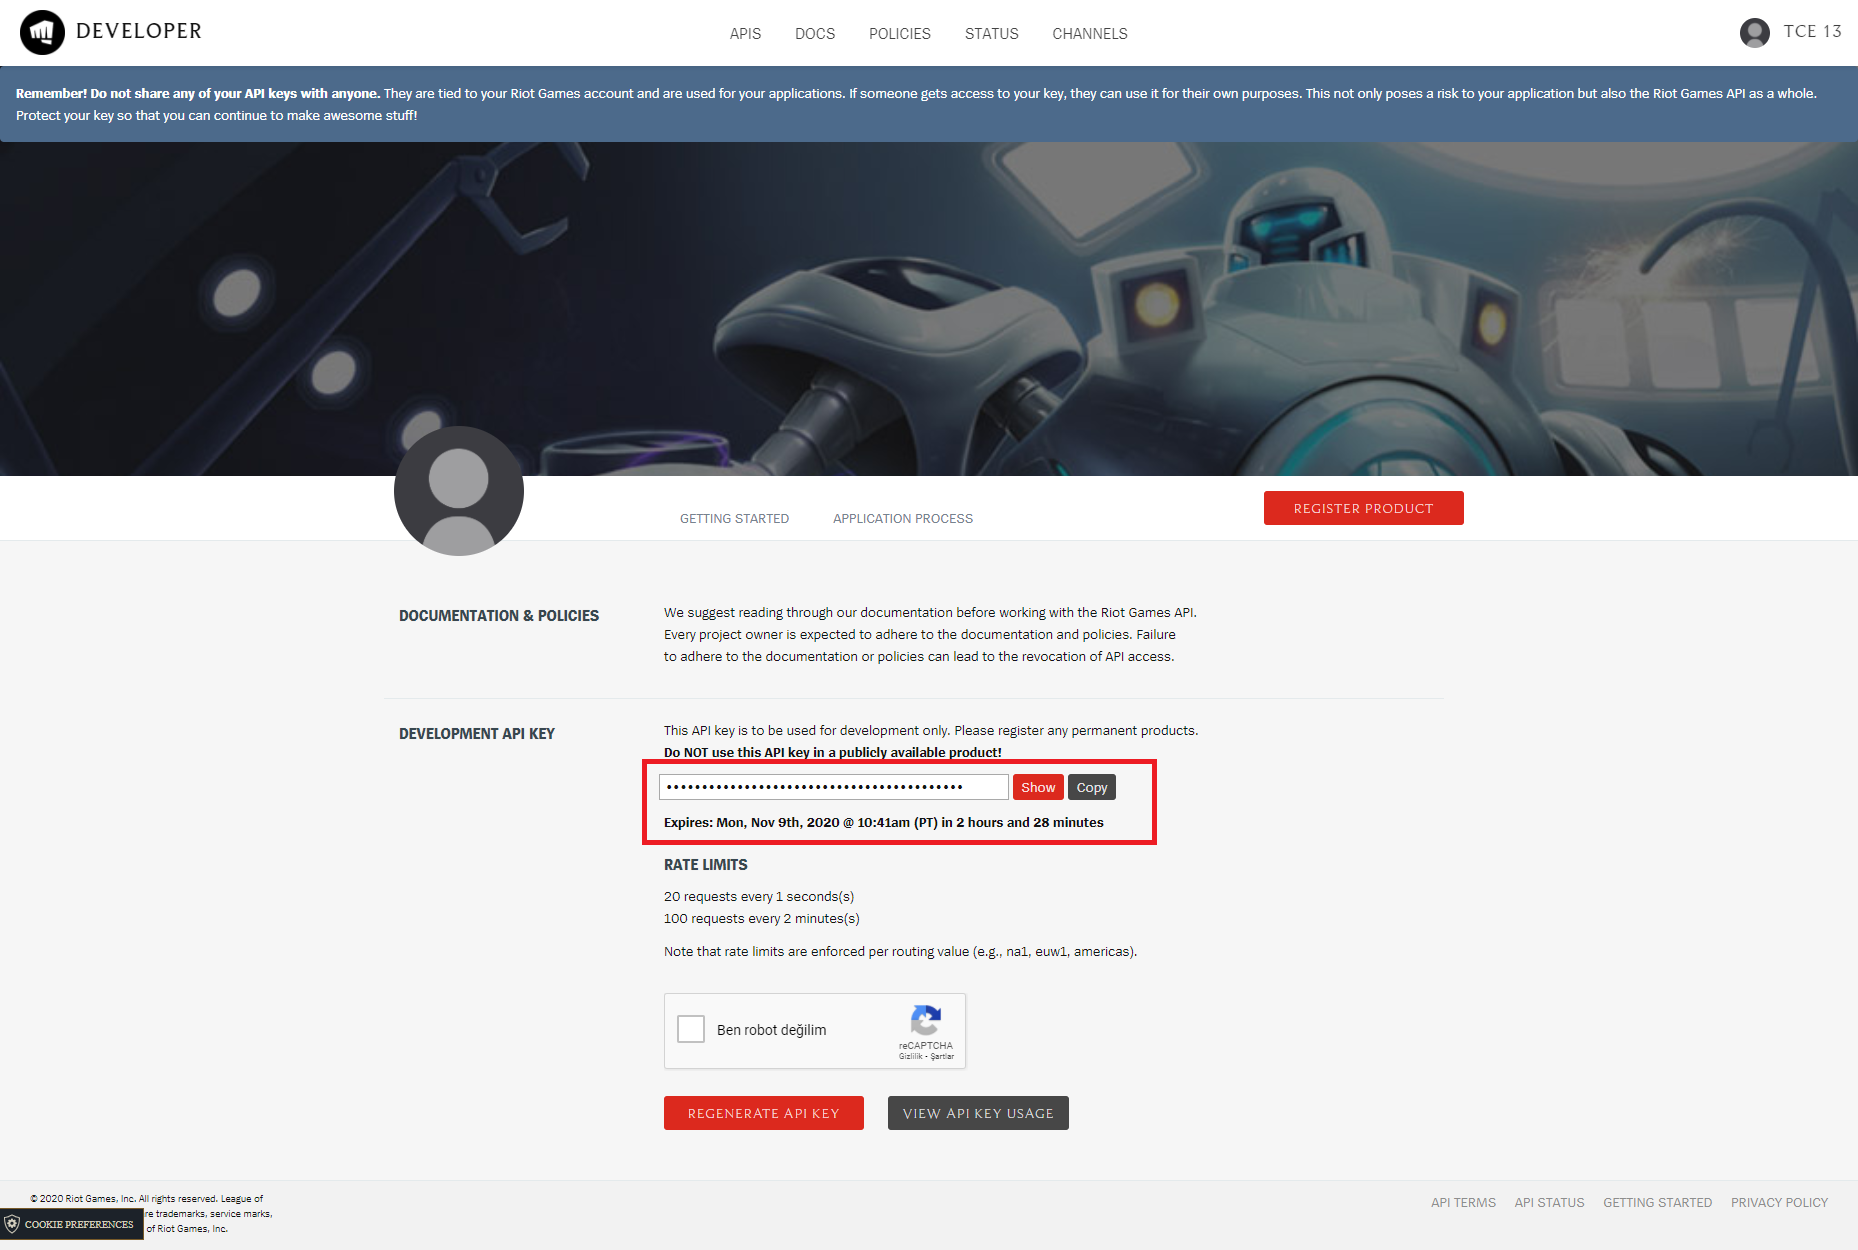 DEVELOPER
APIS DOCS POLICIES STATUS CHANNELS
TCE 13
Remember! Do not share any of your API keys with anyone. They are tied to your Riot Games account and are used for your applications. If someone gets access to your key, they can use it for their own purposes. This not only poses a risk to your application but also the Riot Games API as a whole.
Protect your key so that you can continue to make awesome stuff!
GETTING STARTED APPLICATION PROCESS
REGISTER PRODUCT
DOCUMENTATION & POLICIES
We suggest reading through our documentation before working with the Riot Games API.
Every project owner is expected to adhere to the documentation and policies. Failure
to adhere to the documentation or policies can lead to the revocation of API access.
DEVELOPMENT API KEY
This API key is to be used for development only. Please register any permanent products.
Do NOT use this API key in a publicly available product!
Show Copy
Expires: Mon, Nov 9th, 2020 @ 10:41am (PT) in 2 hours and 28 minutes
RATE LIMITS
20 requests every 1 seconds(s)
100 requests every 2 minutes(s)
Note that rate limits are enforced per routing value (e.g., na1, euw1, americas).
Ben robot değilim
reCAPTCHA
Gizlilik - Şartlar
REGENERATE API KEY VIEW API KEY USAGE
© 2020 Riot Games, Inc. All rights reserved. League of
re trademarks, service marks,
of Riot Games, Inc.
COOKIE PREFERENCES
API TERMS API STATUS GETTING STARTED PRIVACY POLICY